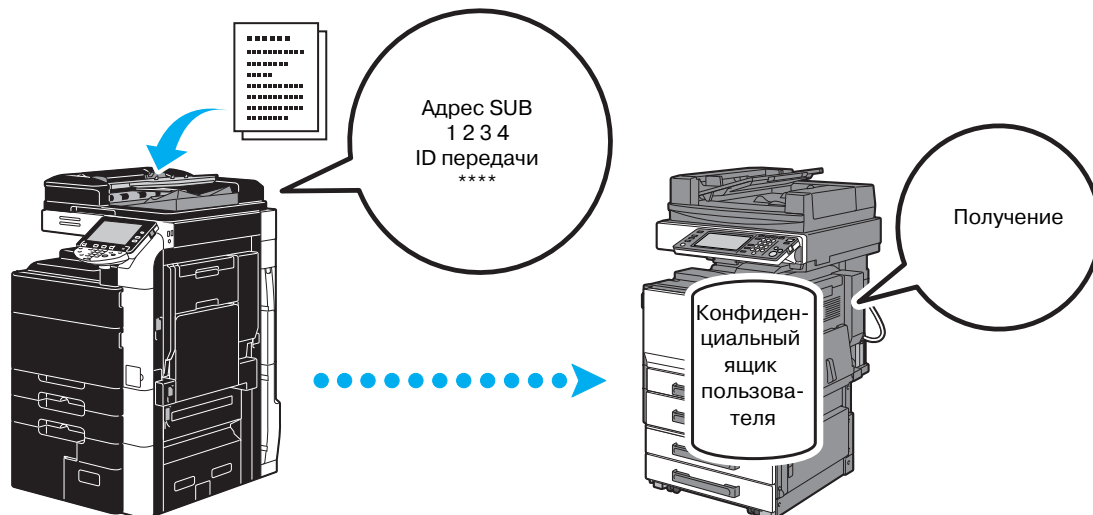 Адрес SUB
1 2 3 4
ID передачи
****
Получение
Конфиден-
циальный
ящик
пользова-
теля